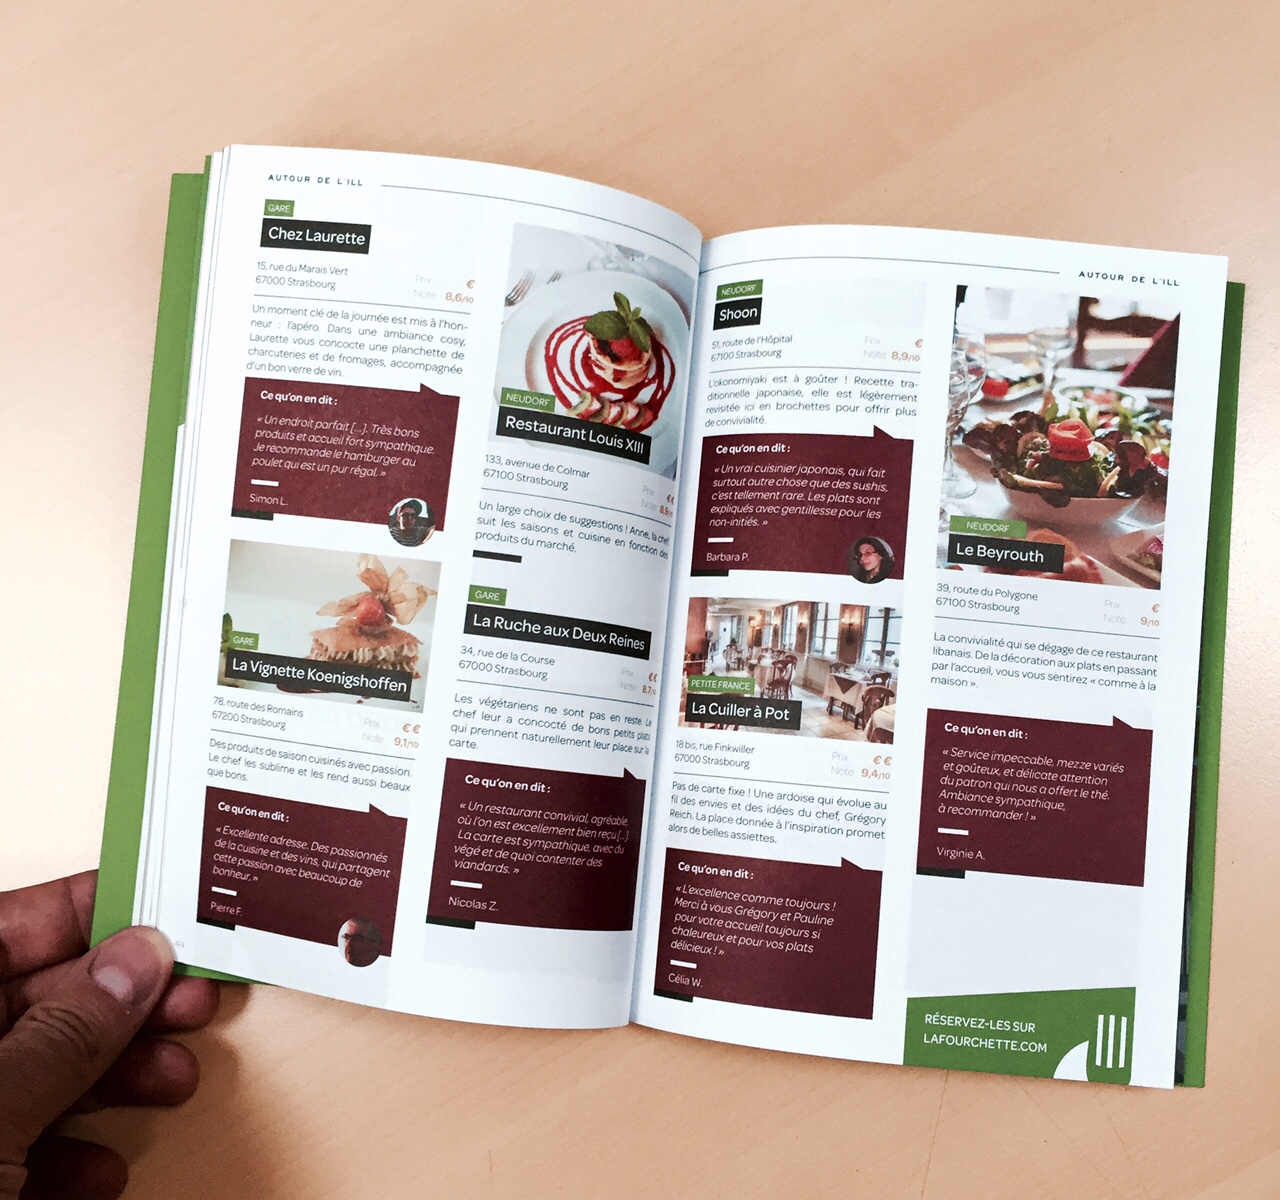 AUTOUR DE L'ILL
GARE
Chez Laurette
15, rue du Marais Vert
67000 Strasbourg
Prix €
Note 8,6/10
Un moment clé de la journée est mis à l'hon-
neur : l'apéro. Dans une ambiance cosy,
Laurette vous concocte une planchette de
charcuteries et de fromages, accompagnée
d'un bon verre de vin.
Ce qu'on en dit :
« Un endroit parfait [...]. Très bons
produits et accueil fort sympathique.
Je recommande le hamburger au
poulet qui est un pur régal. »
Simon L.
GARE
La Vignette Koenigshoffen
78, route des Romains
67200 Strasbourg
Prix €€
Note 9,1/10
Des produits de saison cuisinés avec passion.
Le chef les sublime et les rend aussi beaux
que bons.
Ce qu'on en dit :
« Excellente adresse. Des passionnés
de la cuisine et des vins, qui partagent
cette passion avec beaucoup de
bonheur. »
Pierre F.
44
NEUDORF
Restaurant Louis XIII
133, avenue de Colmar
67100 Strasbourg
Prix €€
Note 8,9/10
Un large choix de suggestions ! Anne, la chef,
suit les saisons et cuisine en fonction des
produits du marché.
GARE
La Ruche aux Deux Reines
34, rue de la Course
67000 Strasbourg
Prix €€
Note 8,7/10
Les végétariens ne sont pas en reste. Le
chef leur a concocté de bons petits plats
qui prennent naturellement leur place sur la
carte.
Ce qu'on en dit :
« Un restaurant convivial, agréable,
où l'on est excellement bien reçu [...].
La carte est sympathique, avec du
végé et de quoi contenter des
viandards. »
Nicolas Z.
AUTOUR DE L'ILL
NEUDORF
Shoon
51, route de l'Hôpital
67100 Strasbourg
Prix €
Note 8,9/10
L'okonomiyaki est à goûter ! Recette tra-
ditionnelle japonaise, elle est légèrement
revisitée ici en brochettes pour offrir plus
de convivialité.
Ce qu'on en dit :
« Un vrai cuisinier japonais, qui fait
surtout autre chose que des sushis,
c'est tellement rare. Les plats sont
expliqués avec gentillesse pour les
non-initiés. »
Barbara P.
PETITE FRANCE
La Cuiller à Pot
18 bis, rue Finkwiller
67000 Strasbourg
Prix €€
Note 9,4/10
Pas de carte fixe ! Une ardoise qui évolue au
fil des envies et des idées du chef, Grégory
Reich. La place donnée à l'inspiration promet
alors de belles assiettes.
Ce qu'on en dit :
« L'excellence comme toujours !
Merci à vous Grégory et Pauline
pour votre accueil toujours si
chaleureux et pour vos plats
délicieux ! »
Célia W.
NEUDORF
Le Beyrouth
39, route du Polygone
67100 Strasbourg
Prix €
Note 9/10
La convivialité qui se dégage de ce restaurant
libanais. De la décoration aux plats en passant
par l'accueil, vous vous sentirez « comme à la
maison ».
Ce qu'on en dit :
« Service impeccable, mezze variés
et goûteux, et délicate attention
du patron qui nous a offert le thé.
Ambiance sympathique,
à recommander ! »
Virginie A.
RÉSERVEZ-LES SUR
LAFOURCHETTE.COM